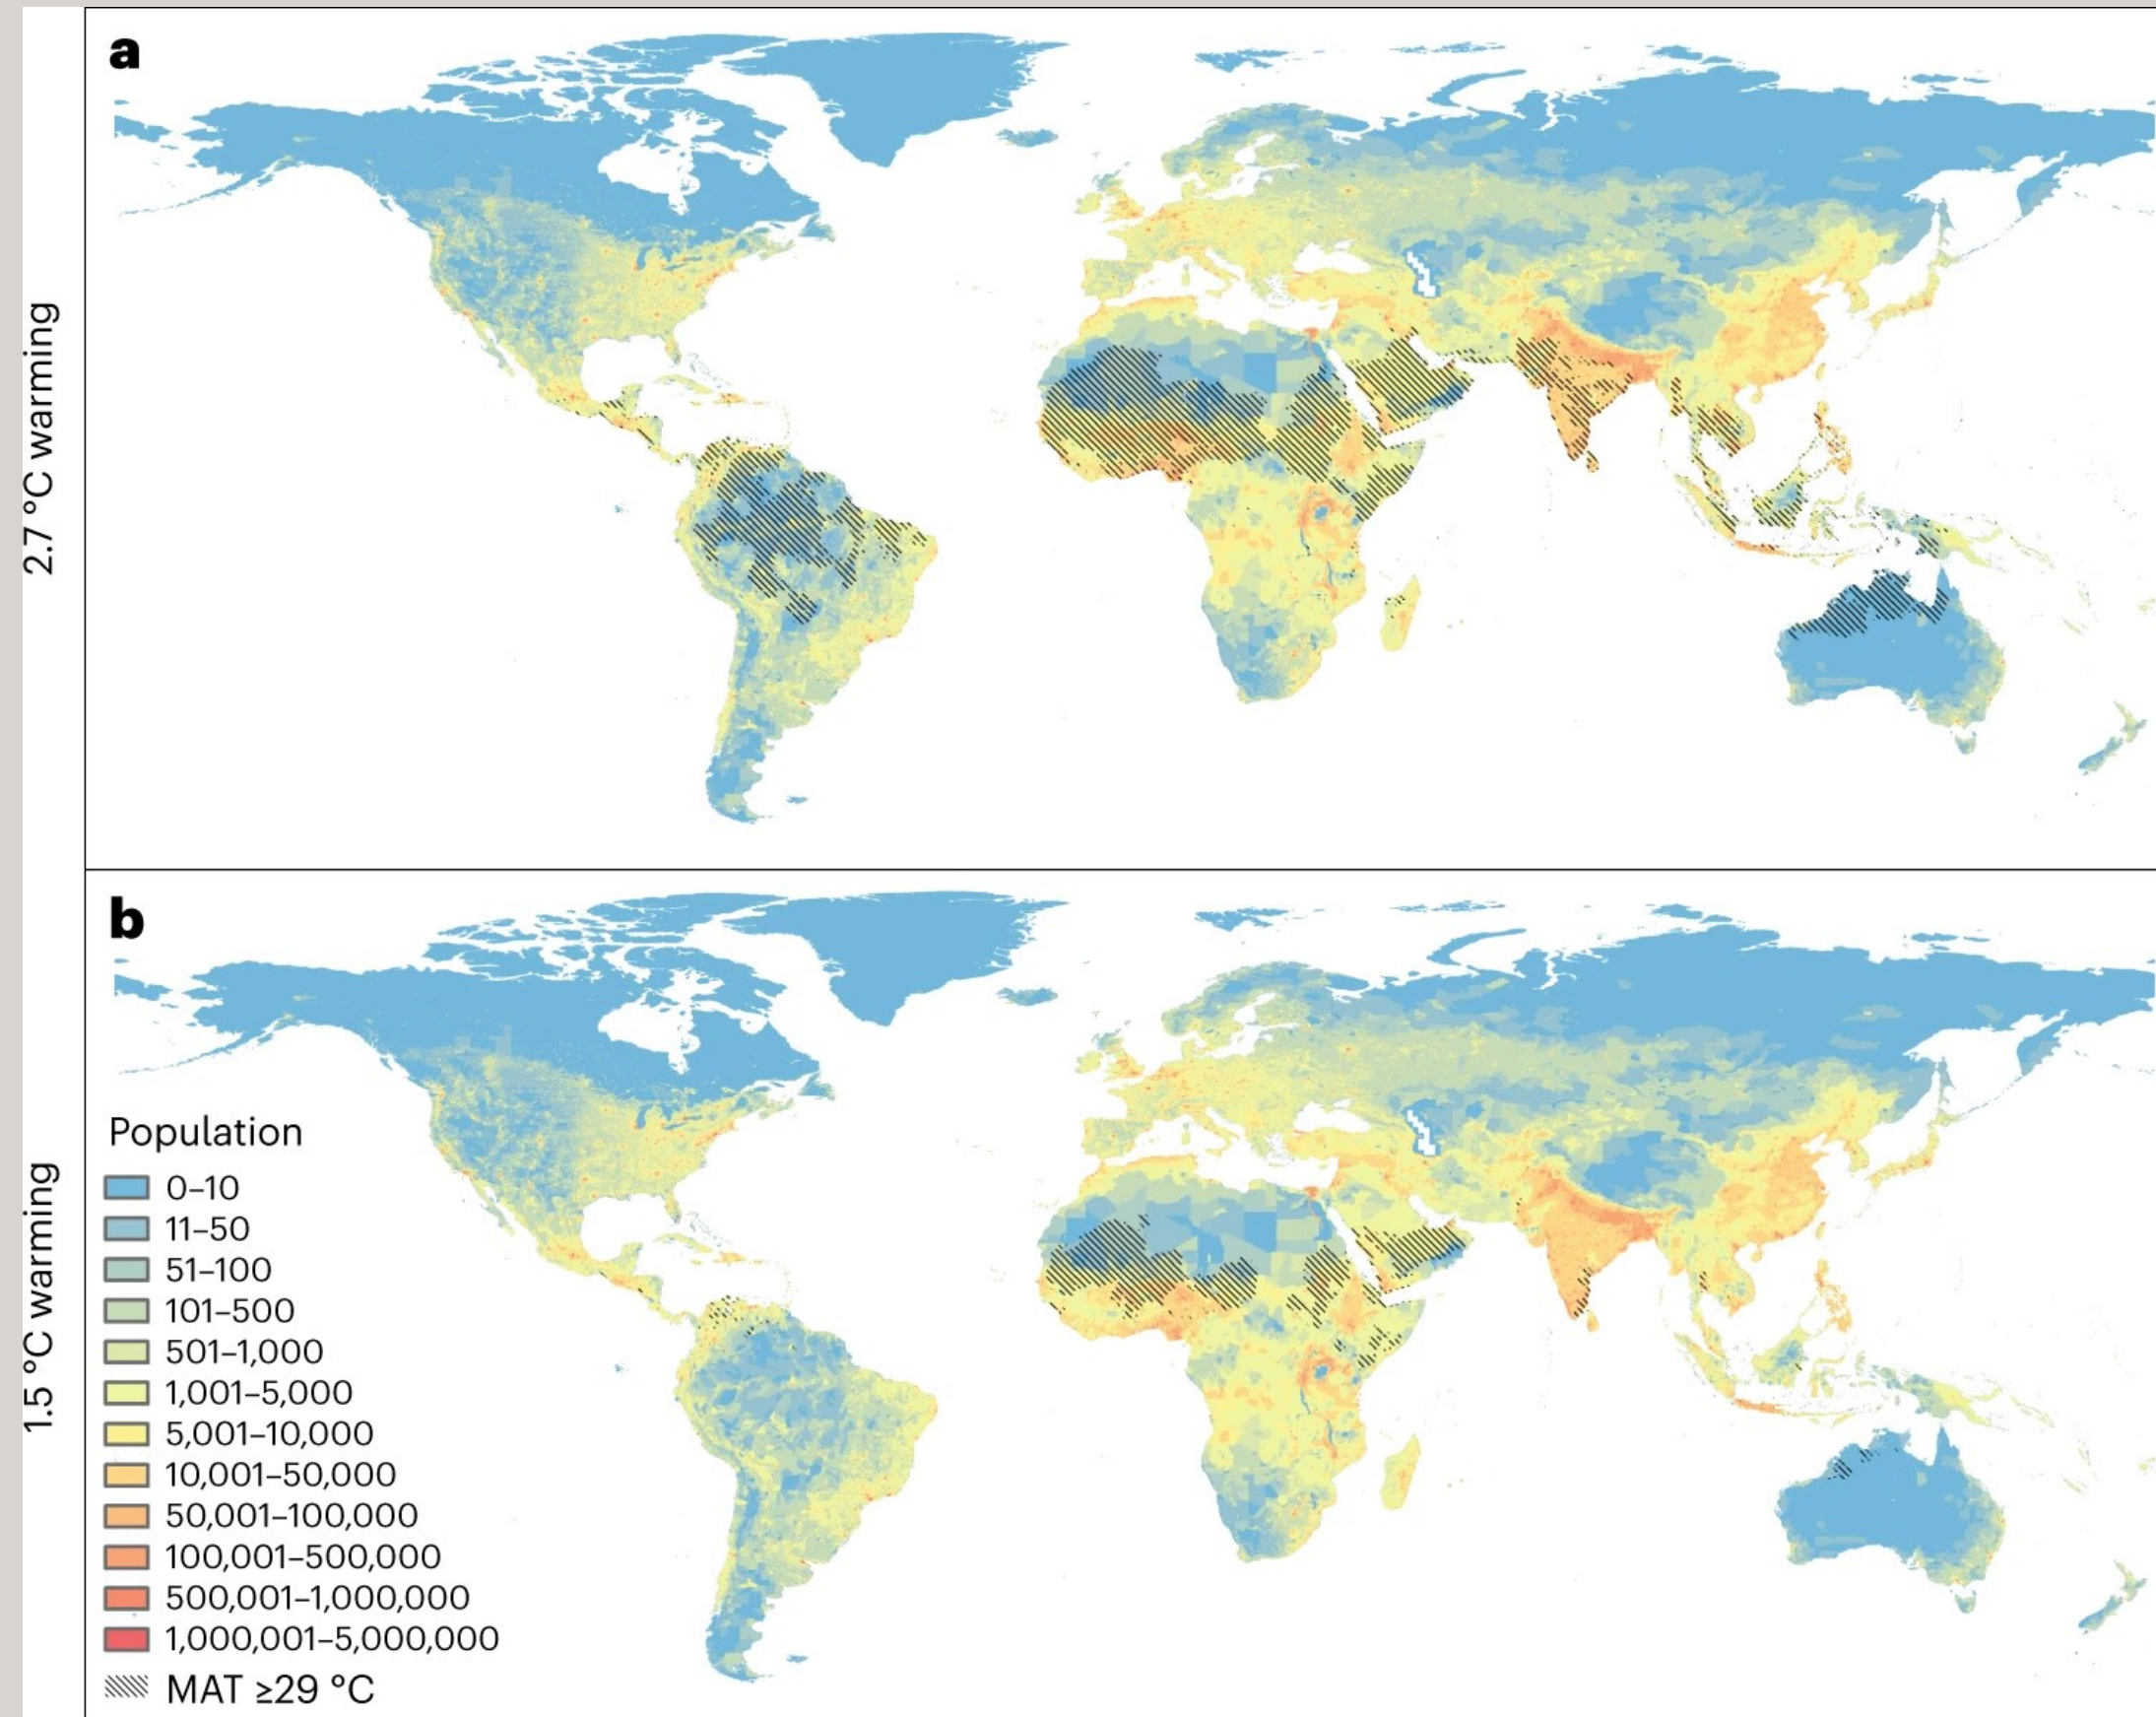 a
2.7 °C warming
b
1.5 °C warming
Population
0–10
11–50
51–100
101–500
501–1,000
1,001–5,000
5,001–10,000
10,001–50,000
50,001–100,000
100,001–500,000
500,001–1,000,000
1,000,001–5,000,000
MAT ≥29 °C